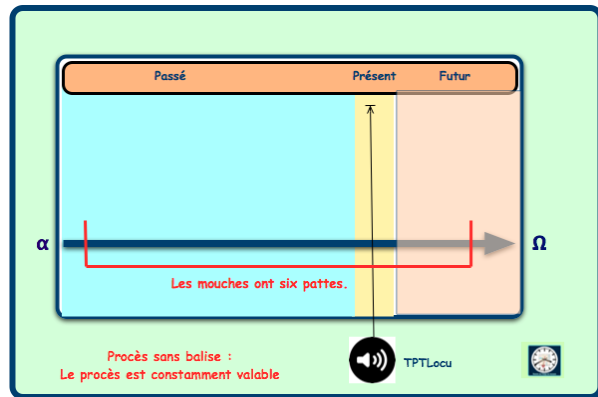 Passé Présent Futur
α Ω
Les mouches ont six pattes.
Procès sans balise :
Le procès est constamment valable
TPTLocu